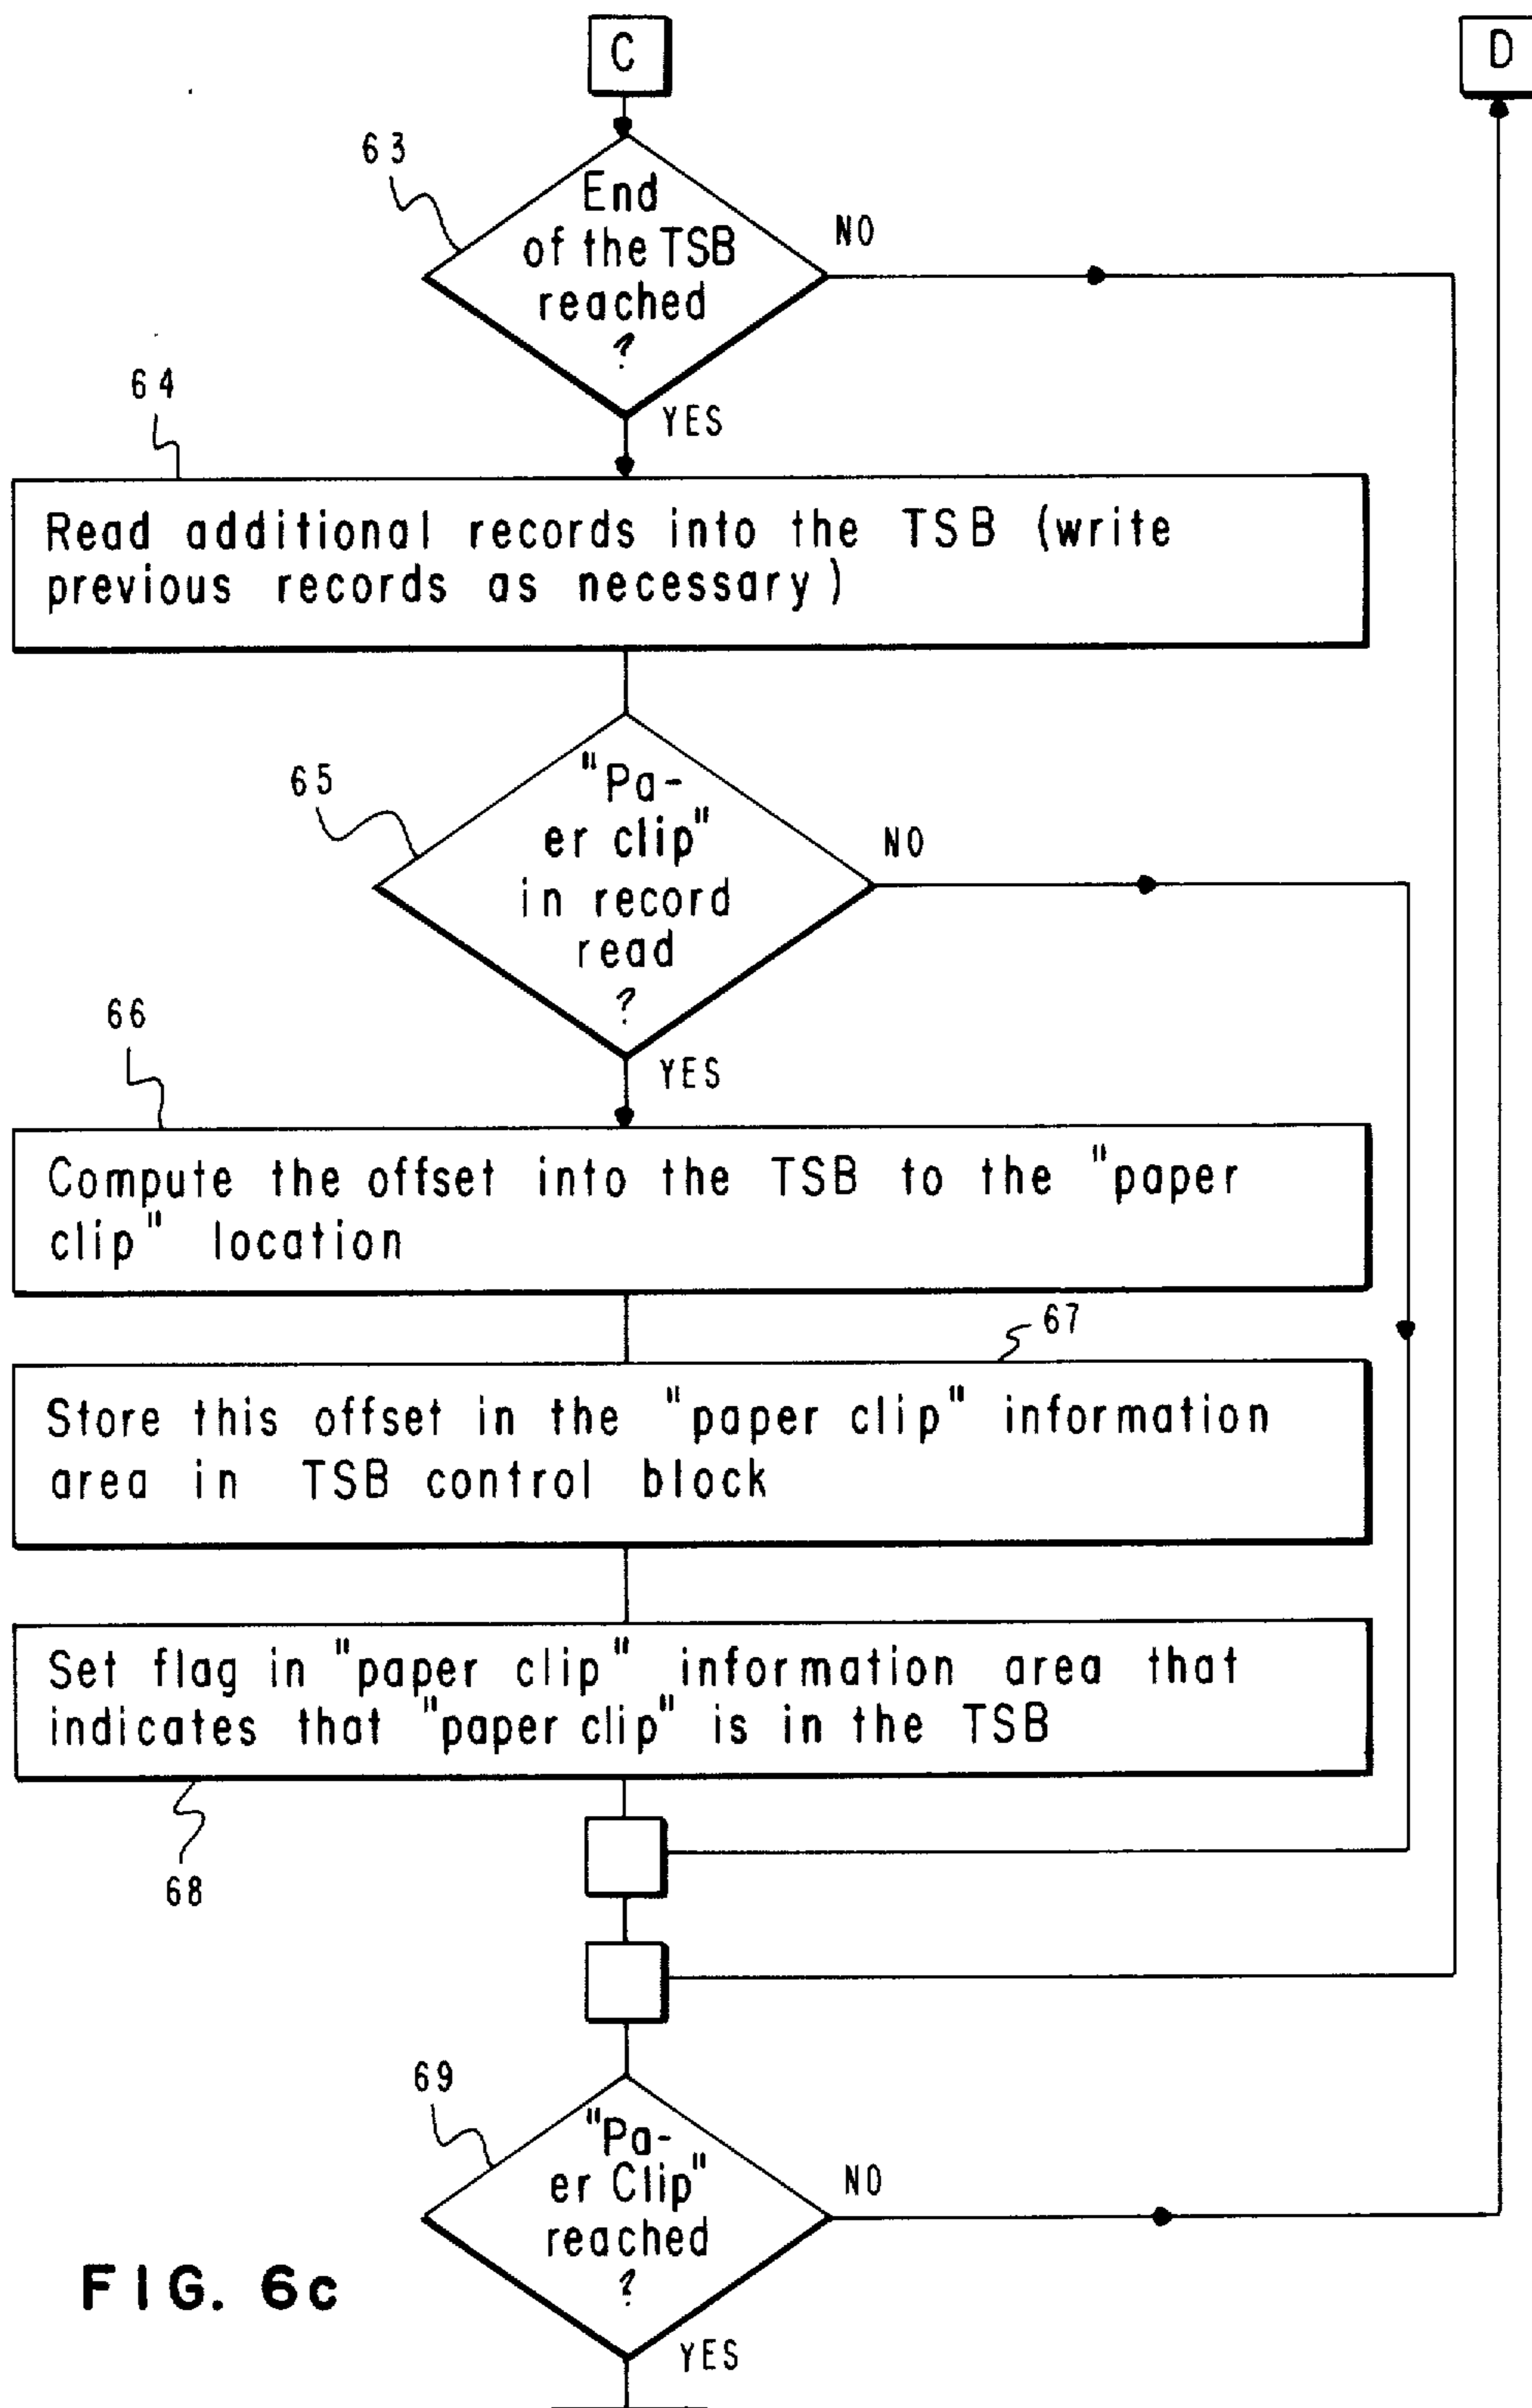 C
D
63
End
of the TSB
reached
?
NO
YES
64
Read additional records into the TSB (write
previous records as necessary)
65
"Pa-
er clip"
in record
read
?
NO
YES
66
Compute the offset into the TSB to the "paper
clip" location
67
Store this offset in the "paper clip" information
area in TSB control block
Set flag in "paper clip" information area that
indicates that "paper clip" is in the TSB
68
69
"Pa-
er Clip"
reached
?
NO
YES
FIG. 6c